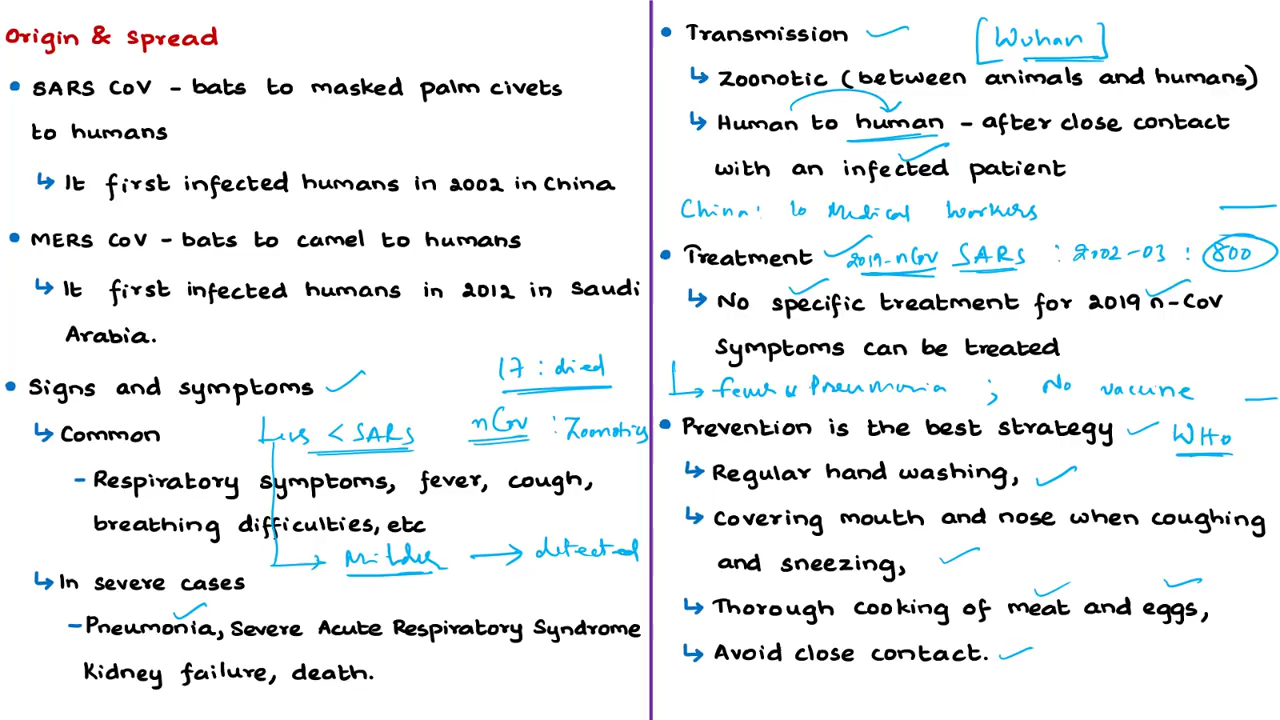 Origin & spread
• SARS CoV - bats to masked palm civets
to humans
↳ It first infected humans in 2002 in China
• MERS CoV - bats to camel to humans
↳ It first infected humans in 2012 in Saudi
Arabia.
17 : died
• Signs and symptoms ✓
↳ Common
Less < SARS
nCoV : Zoonotics
- Respiratory symptoms, fever, cough,
breathing difficulties, etc
↳ Milder → detected
↳ In severe cases
- Pneumonia, Severe Acute Respiratory Syndrome
Kidney failure, death.
• Transmission ✓
[Wuhan]
↳ Zoonotic (between animals and humans)
↳ Human to human - after close contact
with an infected patient
China: to Medical workers
• Treatment ✓ 2019-nCoV SARS : 2002-03 : 800
↳ No specific treatment for 2019 n-CoV
Symptoms can be treated
↳ fever & Pneumonia ; No vaccine
• Prevention is the best strategy ✓ WHO
↳ Regular hand washing, ✓
↳ Covering mouth and nose when coughing
and sneezing, ✓
↳ Thorough cooking of meat and eggs,
↳ Avoid close contact. ✓